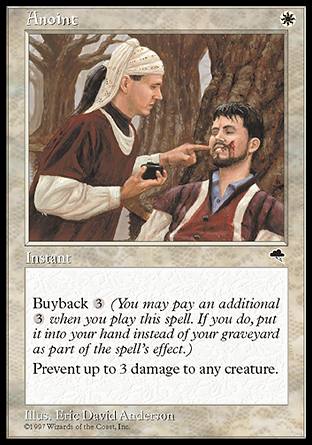 Anoint
Instant
Buyback 3 (You may pay an additional
3 when you play this spell. If you do, put
it into your hand instead of your graveyard
as part of the spell's effect.)
Prevent up to 3 damage to any creature.
Illus. Eric David Anderson
©1997 Wizards of the Coast, Inc.